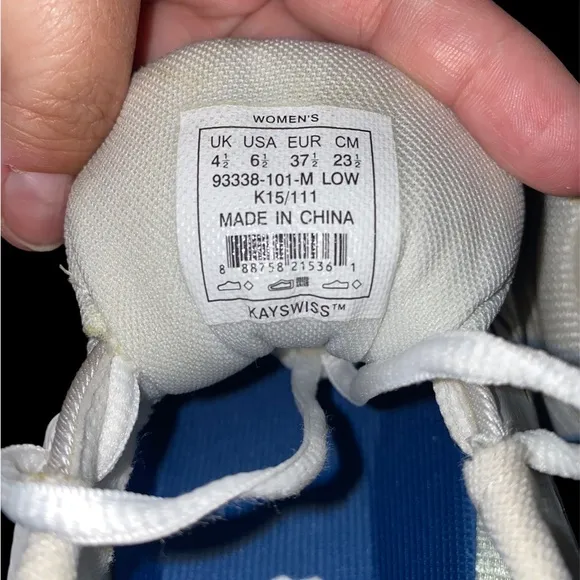 WOMEN'S
UK USA EUR CM
4½ 6½ 37½ 23½
93338-101-M LOW
K15/111
MADE IN CHINA
8 88758 21536 1
KAYSWISS™